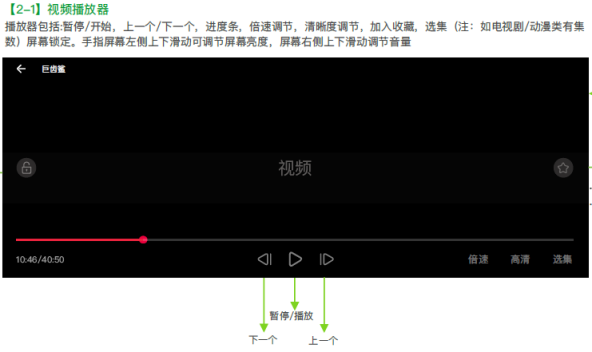 【2-1】视频播放器
播放器包括:暂停/开始，上一个/下一个，进度条，倍速调节，清晰度调节，加入收藏，选集（注：如电视剧/动漫类有集
数）屏幕锁定。手指屏幕左侧上下滑动可调节屏幕亮度，屏幕右侧上下滑动调节音量
巨齿鲨
视频
10:46/40:50
倍速 高清 选集
暂停/播放
下一个 上一个